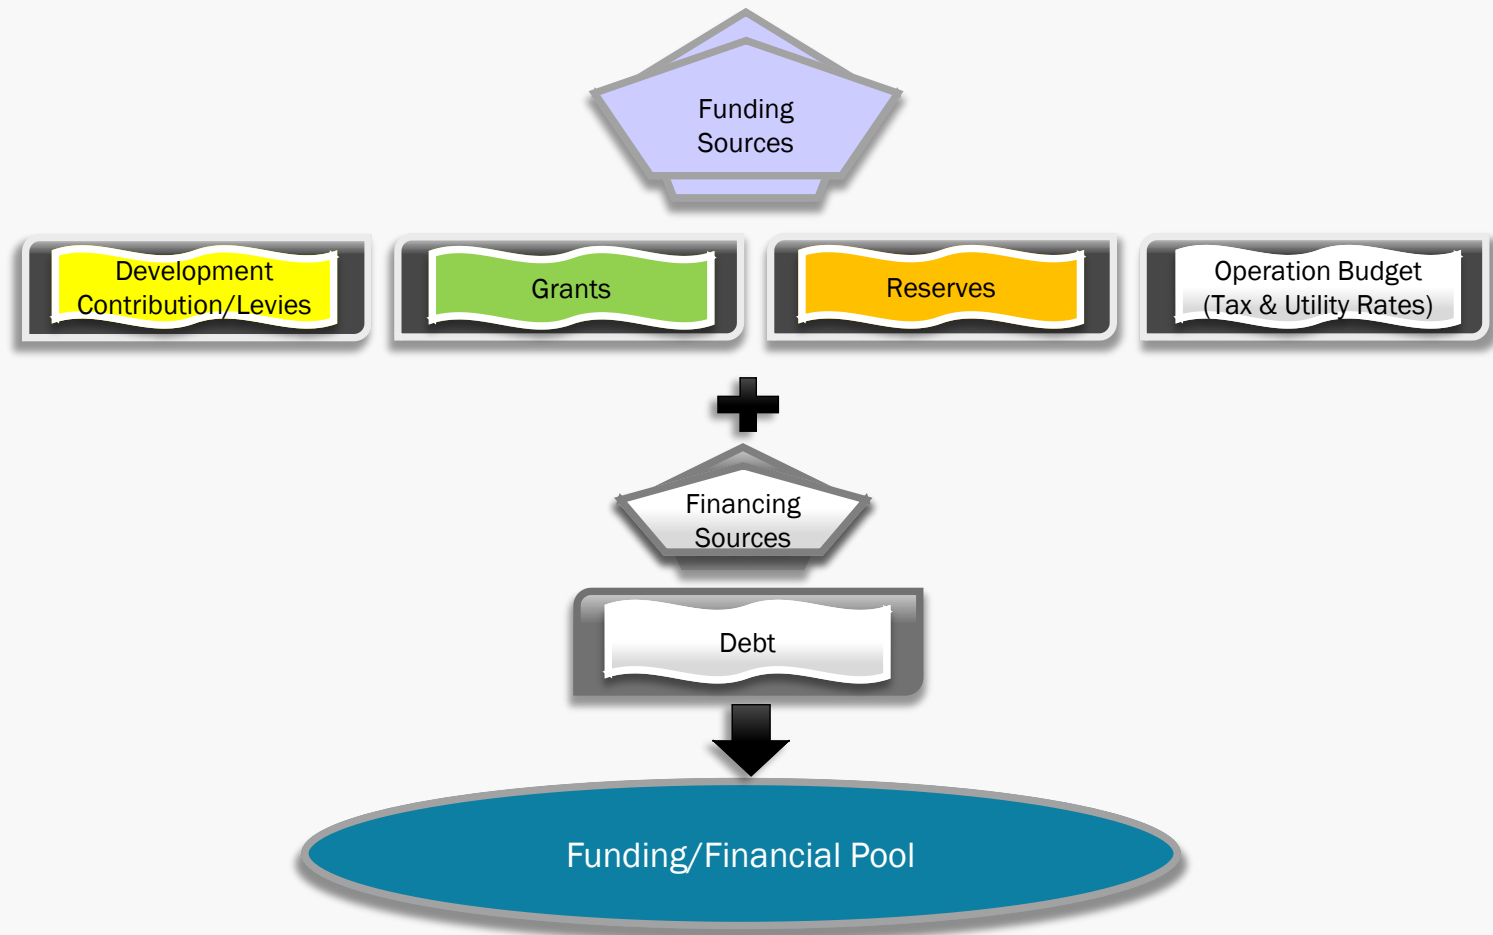 Funding
Sources
Development
Contribution/Levies
Grants
Reserves
Operation Budget
(Tax & Utility Rates)
Financing
Sources
Debt
Funding/Financial Pool